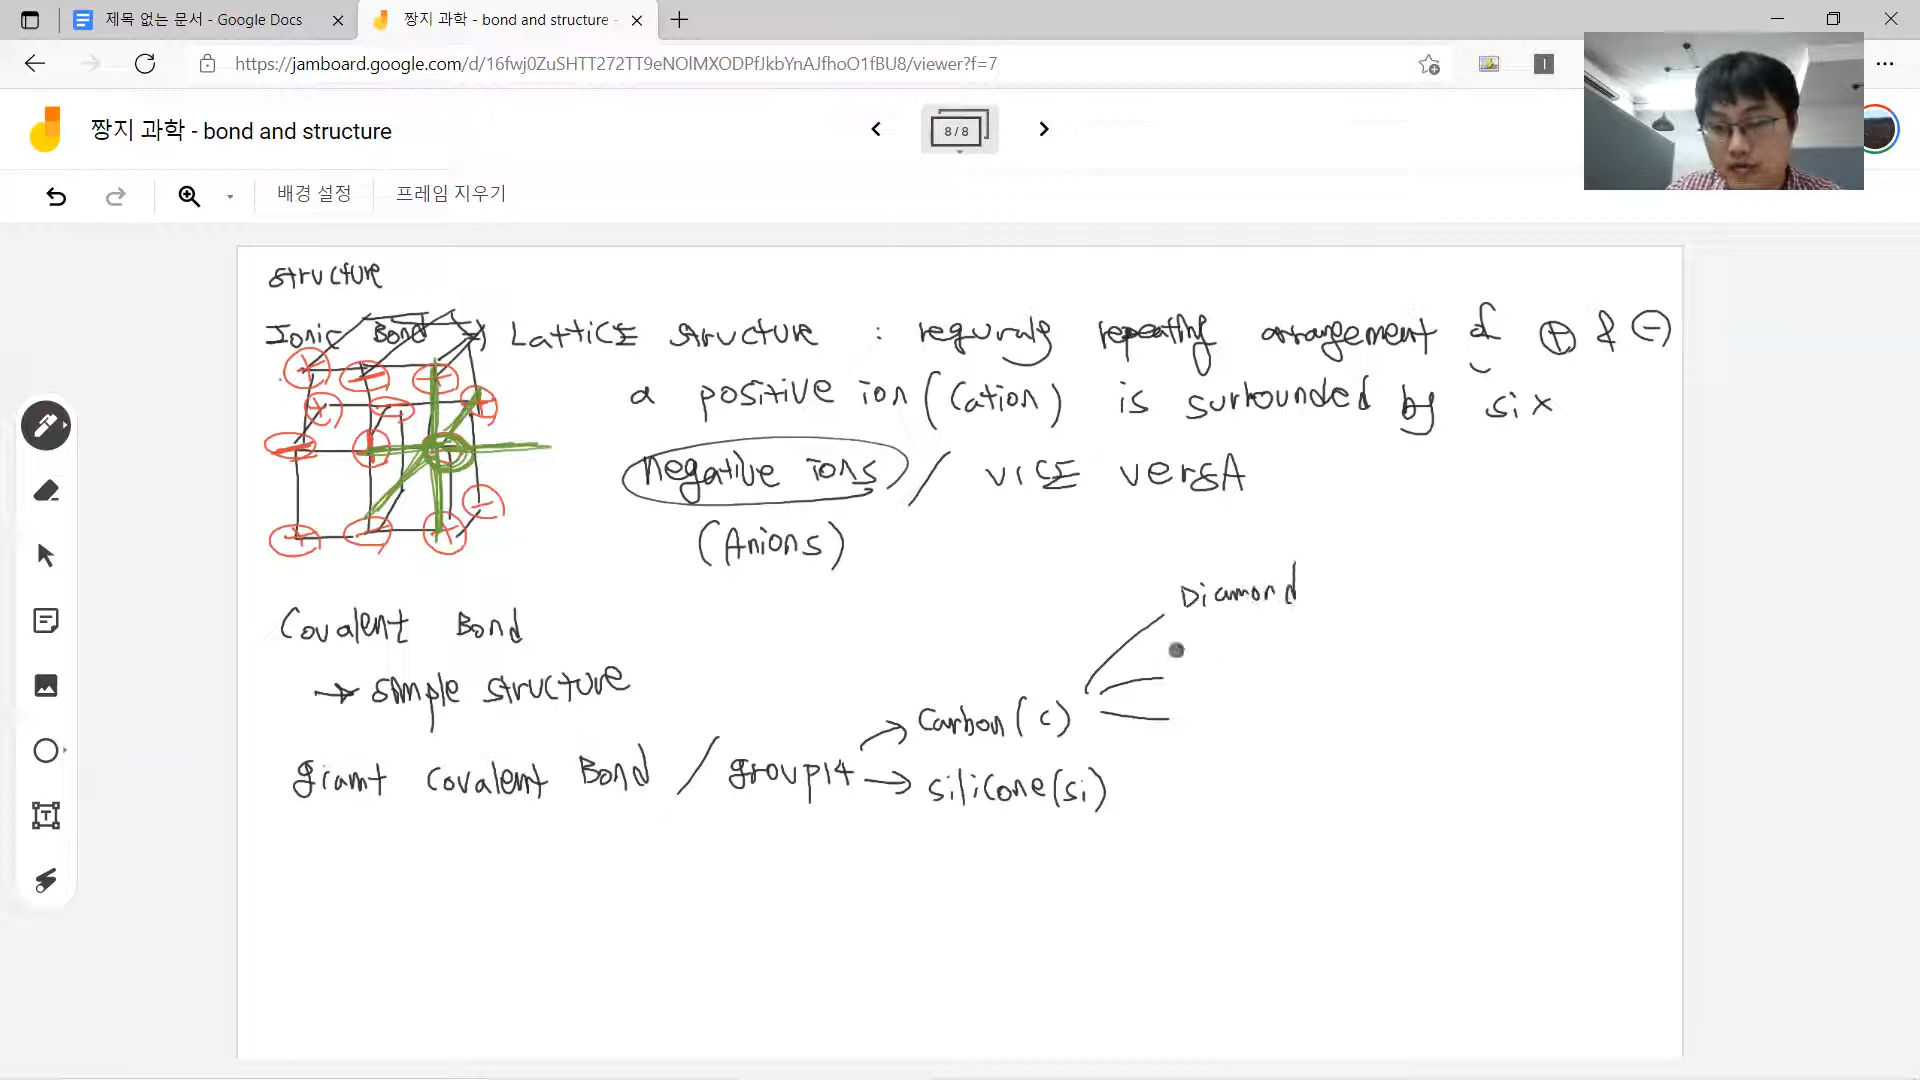 제목 없는 문서 - Google Docs
짱지 과학 - bond and structure -
https://jamboard.google.com/d/16fwj0ZuSHTT272TT9eNOlMXODPfJkbYnAJfhoO1fBU8/viewer?f=7
짱지 과학 - bond and structure
8 / 8
배경 설정
프레임 지우기
structure
Ionic Bond Lattice structure : reguraly repeating arrangement of ⊕ & ⊖
a positive ion (Cation) is surrounded by six
negative ions / vice versA
(Anions)
Diamond
Covalent Bond
→ simple structure
Carbon (C)
giant covalent Bond / group14 → silicone (si)